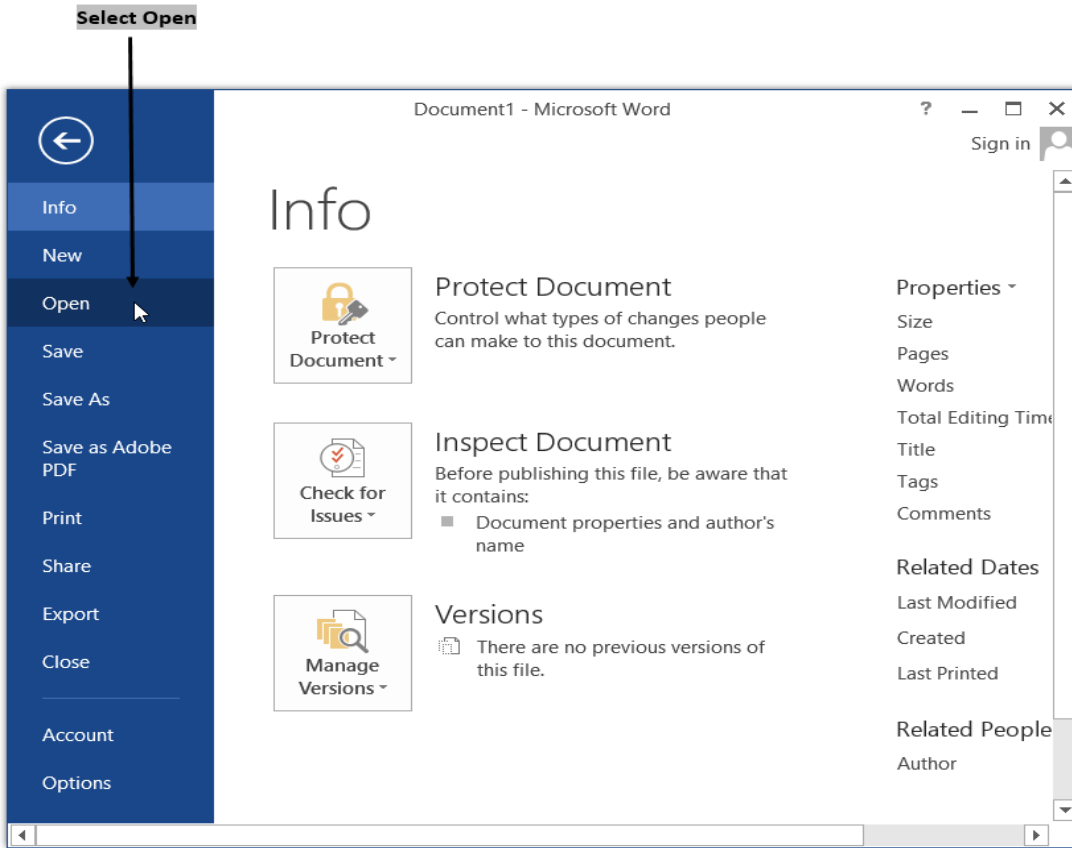 Select Open
Document1 - Microsoft Word
?
Sign in
Info
New
Open
Save
Save As
Save as Adobe
PDF
Print
Share
Export
Close
Account
Options
Info
Protect
Document
Protect Document
Control what types of changes people
can make to this document.
Check for
Issues
Inspect Document
Before publishing this file, be aware that
it contains:
Document properties and author's
name
Manage
Versions
Versions
There are no previous versions of
this file.
Properties
Size
Pages
Words
Total Editing Time
Title
Tags
Comments
Related Dates
Last Modified
Created
Last Printed
Related People
Author